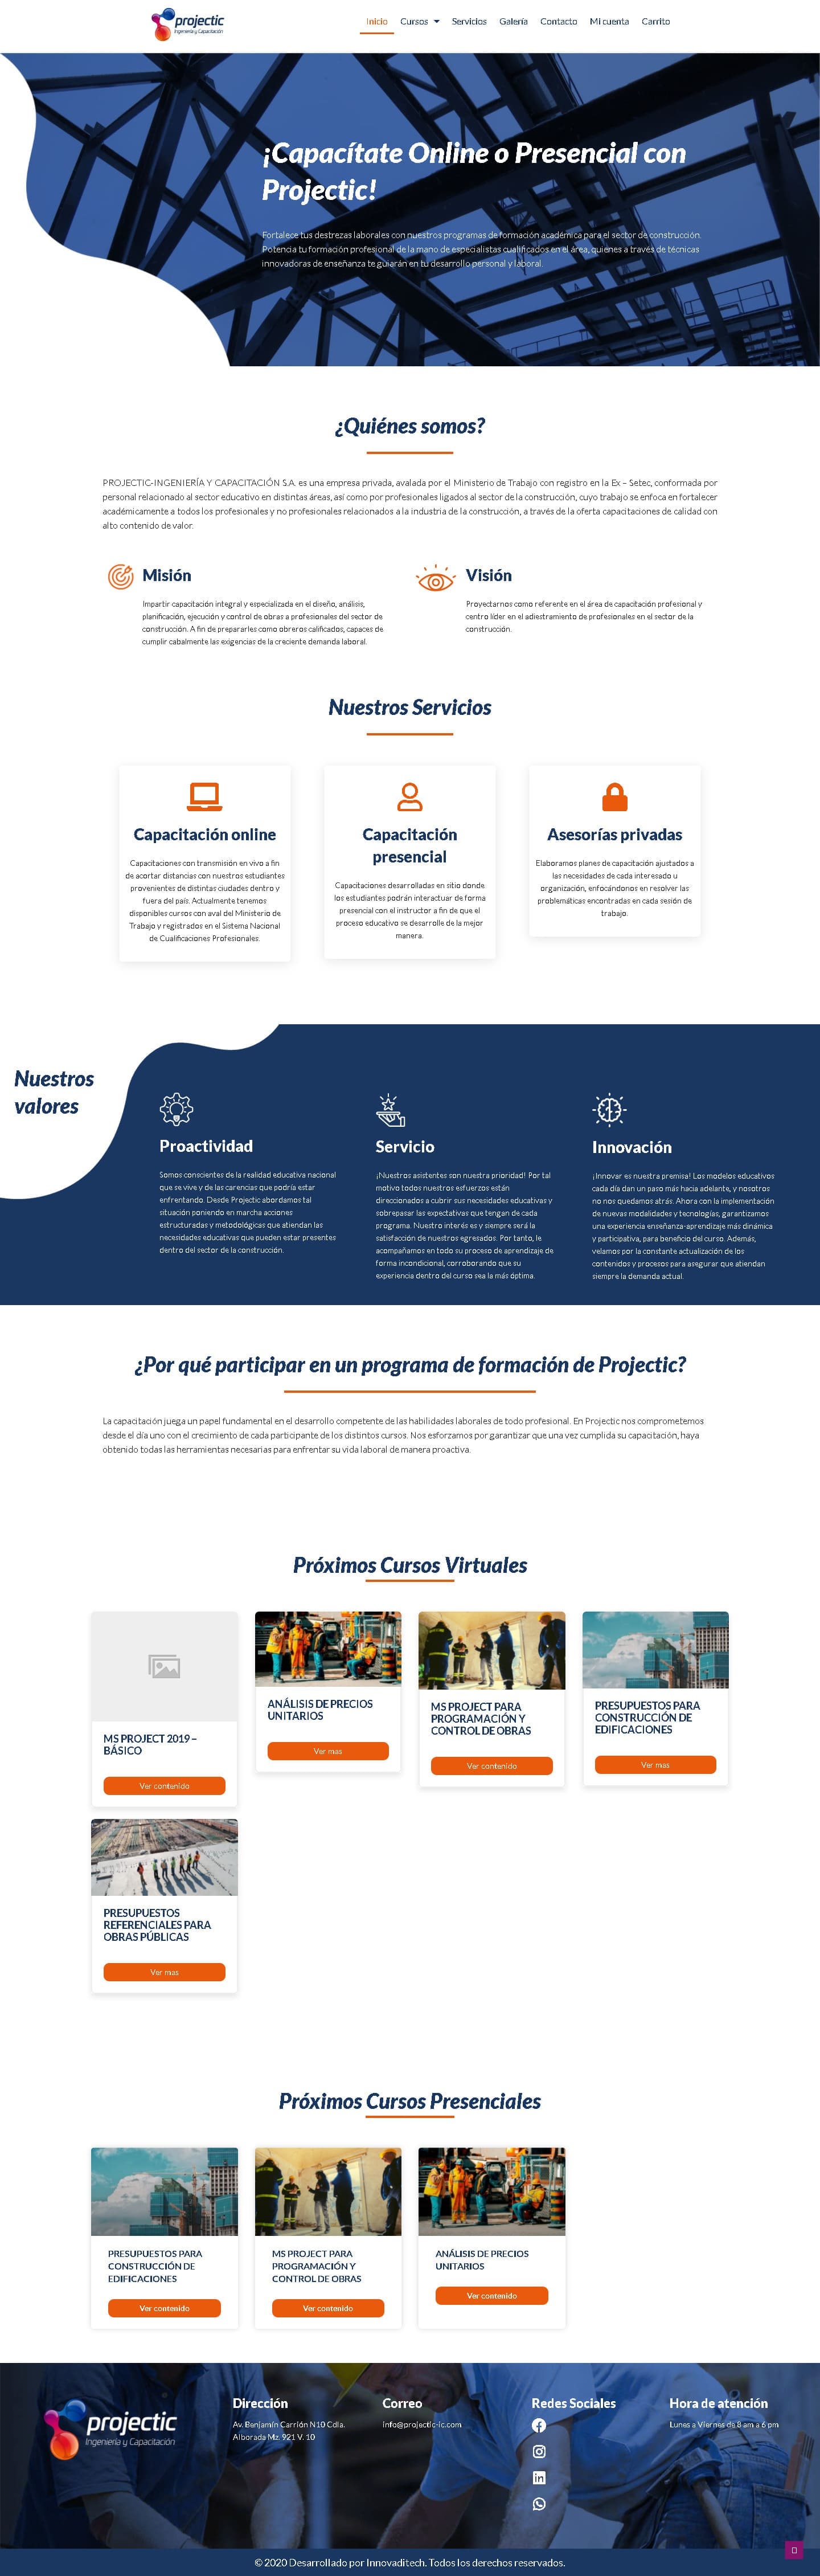 projectic
Ingeniería y Capacitación
Inicio
Cursos
Servicios
Galería
Contacto
Mi cuenta
Carrito
¡Capacítate Online o Presencial con
Projectic!
Fortalece tus destrezas laborales con nuestros programas de formación académica para el sector de construcción.
Potencia tu formación profesional de la mano de especialistas cualificados en el área, quienes a través de técnicas
innovadoras de enseñanza te guiarán en tu desarrollo personal y laboral.
¿Quiénes somos?
PROJECTIC-INGENIERÍA Y CAPACITACIÓN S.A. es una empresa privada, avalada por el Ministerio de Trabajo con registro en la Ex – Setec, conformada por
personal relacionado al sector educativo en distintas áreas, así como por profesionales ligados al sector de la construcción, cuyo trabajo se enfoca en fortalecer
académicamente a todos los profesionales y no profesionales relacionados a la industria de la construcción, a través de la oferta capacitaciones de calidad con
alto contenido de valor.
Misión
Impartir capacitación integral y especializada en el diseño, análisis,
planificación, ejecución y control de obras a profesionales del sector de
construcción. A fin de prepararles como obreros calificados, capaces de
cumplir cabalmente las exigencias de la creciente demanda laboral.
Visión
Proyectarnos como referente en el área de capacitación profesional y
centro líder en el adiestramiento de profesionales en el sector de la
construcción.
Nuestros Servicios
Capacitación online
Capacitaciones con transmisión en vivo a fin
de acortar distancias con nuestros estudiantes
provenientes de distintas ciudades dentro y
fuera del país. Actualmente tenemos
disponibles cursos con aval del Ministerio de
Trabajo y registrados en el Sistema Nacional
de Cualificaciones Profesionales.
Capacitación
presencial
Capacitaciones desarrolladas en sitio donde
los estudiantes podrán interactuar de forma
presencial con el instructor a fin de que el
proceso educativo se desarrolle de la mejor
manera.
Asesorías privadas
Elaboramos planes de capacitación ajustados a
las necesidades de cada interesado u
organización, enfocándonos en resolver las
problemáticas encontradas en cada sesión de
trabajo.
Nuestros
valores
Proactividad
Somos conscientes de la realidad educativa nacional
que se vive y de las carencias que podría estar
enfrentando. Desde Projectic abordamos tal
situación poniendo en marcha acciones
estructuradas y metodológicas que atiendan las
necesidades educativas que pueden estar presentes
dentro del sector de la construcción.
Servicio
¡Nuestros asistentes son nuestra prioridad! Por tal
motivo todos nuestros esfuerzos están
direccionados a cubrir sus necesidades educativas y
sobrepasar las expectativas que tengan de cada
programa. Nuestro interés es y siempre será la
satisfacción de nuestros egresados. Por tanto, le
acompañamos en todo su proceso de aprendizaje de
forma incondicional, corroborando que su
experiencia dentro del curso sea la más óptima.
Innovación
¡Innovar es nuestra premisa! Los modelos educativos
cada día dan un paso más hacia adelante, y nosotros
no nos quedamos atrás. Ahora con la implementación
de nuevas modalidades y tecnologías, garantizamos
una experiencia enseñanza-aprendizaje más dinámica
y participativa, para beneficio del curso. Además,
velamos por la constante actualización de los
contenidos y procesos para asegurar que atiendan
siempre la demanda actual.
¿Por qué participar en un programa de formación de Projectic?
La capacitación juega un papel fundamental en el desarrollo competente de las habilidades laborales de todo profesional. En Projectic nos comprometemos
desde el día uno con el crecimiento de cada participante de los distintos cursos. Nos esforzamos por garantizar que una vez cumplida su capacitación, haya
obtenido todas las herramientas necesarias para enfrentar su vida laboral de manera proactiva.
Próximos Cursos Virtuales
MS PROJECT 2019 –
BÁSICO
Ver contenido
ANÁLISIS DE PRECIOS
UNITARIOS
Ver mas
MS PROJECT PARA
PROGRAMACIÓN Y
CONTROL DE OBRAS
Ver contenido
PRESUPUESTOS PARA
CONSTRUCCIÓN DE
EDIFICACIONES
Ver mas
PRESUPUESTOS
REFERENCIALES PARA
OBRAS PÚBLICAS
Ver mas
Próximos Cursos Presenciales
PRESUPUESTOS PARA
CONSTRUCCIÓN DE
EDIFICACIONES
Ver contenido
MS PROJECT PARA
PROGRAMACIÓN Y
CONTROL DE OBRAS
Ver contenido
ANÁLISIS DE PRECIOS
UNITARIOS
Ver contenido
projectic
Ingeniería y Capacitación
Dirección
Av. Benjamín Carrión N10 Cdla.
Alborada Mz. 921 V. 10
Correo
info@projectic-ic.com
Redes Sociales
Hora de atención
Lunes a Viernes de 8 am a 6 pm
© 2020 Desarrollado por Innovaditech. Todos los derechos reservados.